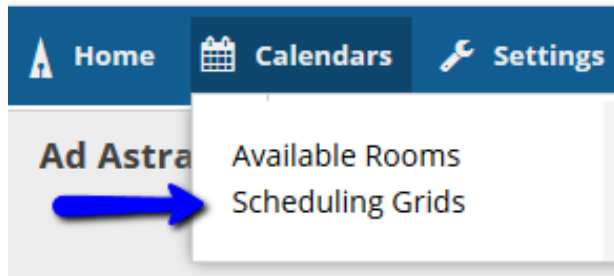 Home Calendars Settings
Ad Astra
Available Rooms
Scheduling Grids